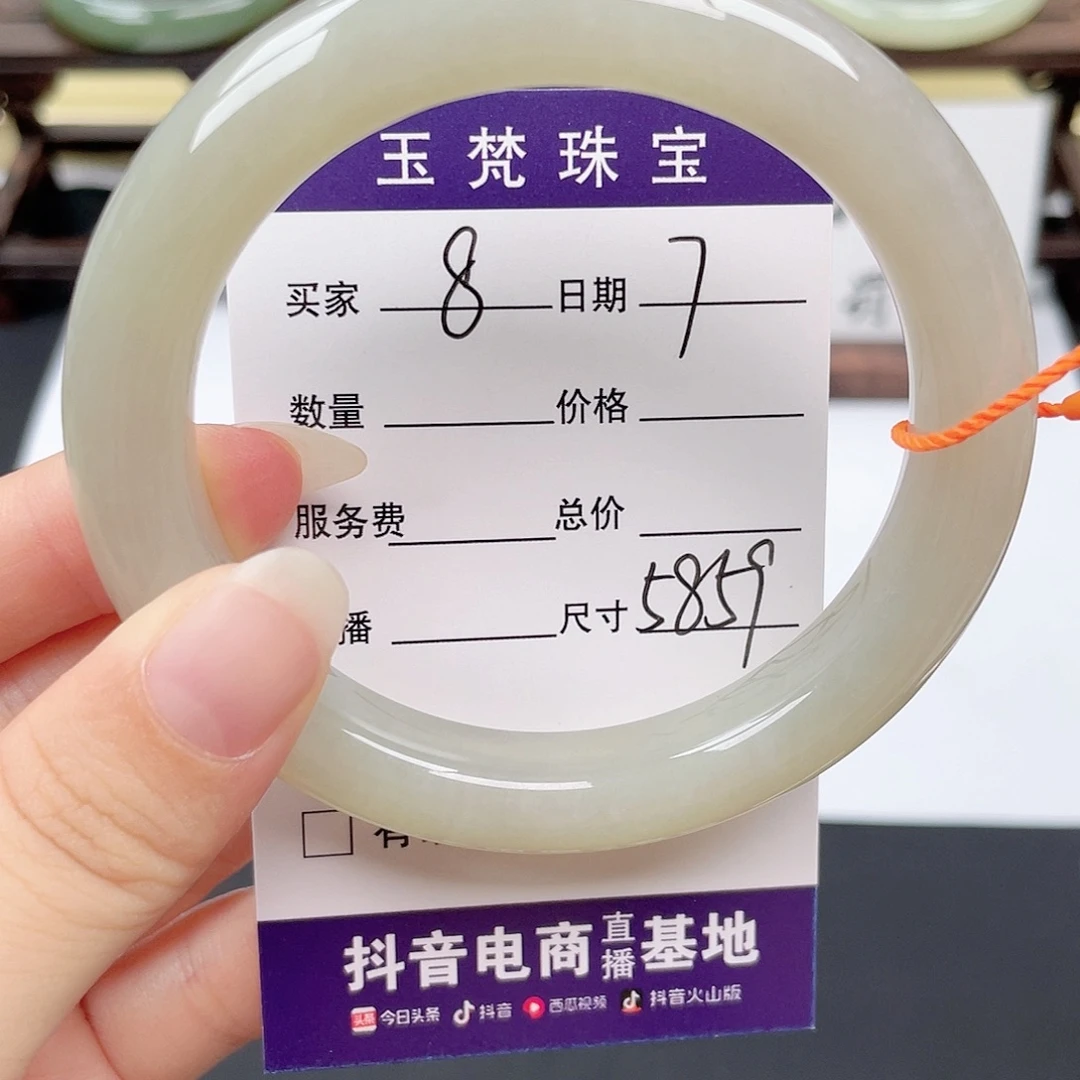 玉梵珠宝
买家 8 日期 7
数量 价格
服务费 总价
播 尺寸 5859
抖音电商直播基地
今日头条 抖音 西瓜视频 抖音火山版